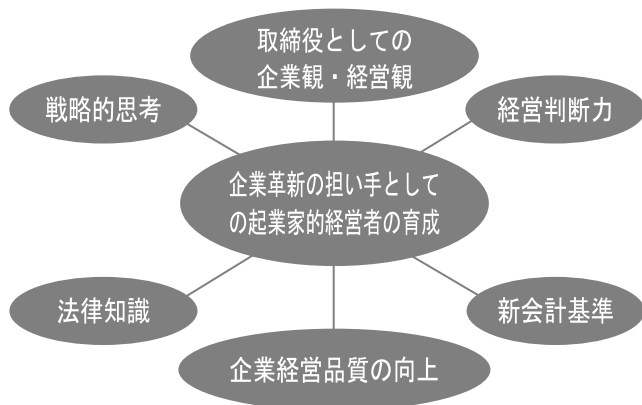 取締役としての
企業観・経営観
戦略的思考
経営判断力
企業革新の担い手として
の起業家的経営者の育成
法律知識
新会計基準
企業経営品質の向上